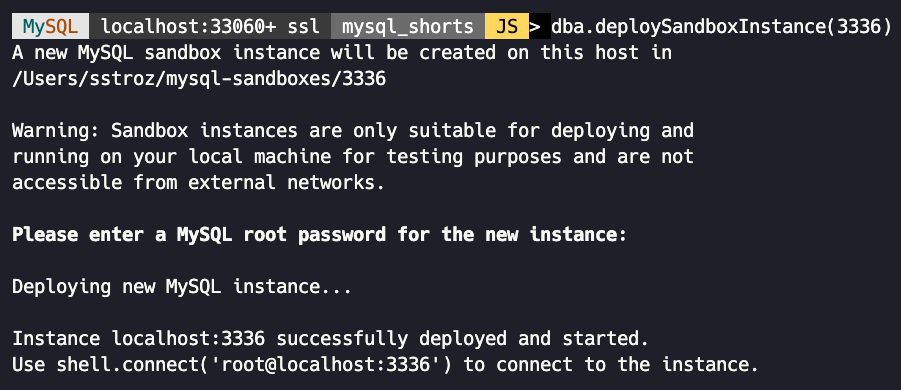 MySQL localhost:33060+ ssl mysql_shorts JS > dba.deploySandboxInstance(3336)
A new MySQL sandbox instance will be created on this host in
/Users/sstroz/mysql-sandboxes/3336
Warning: Sandbox instances are only suitable for deploying and
running on your local machine for testing purposes and are not
accessible from external networks.
Please enter a MySQL root password for the new instance:
Deploying new MySQL instance...
Instance localhost:3336 successfully deployed and started.
Use shell.connect('root@localhost:3336') to connect to the instance.